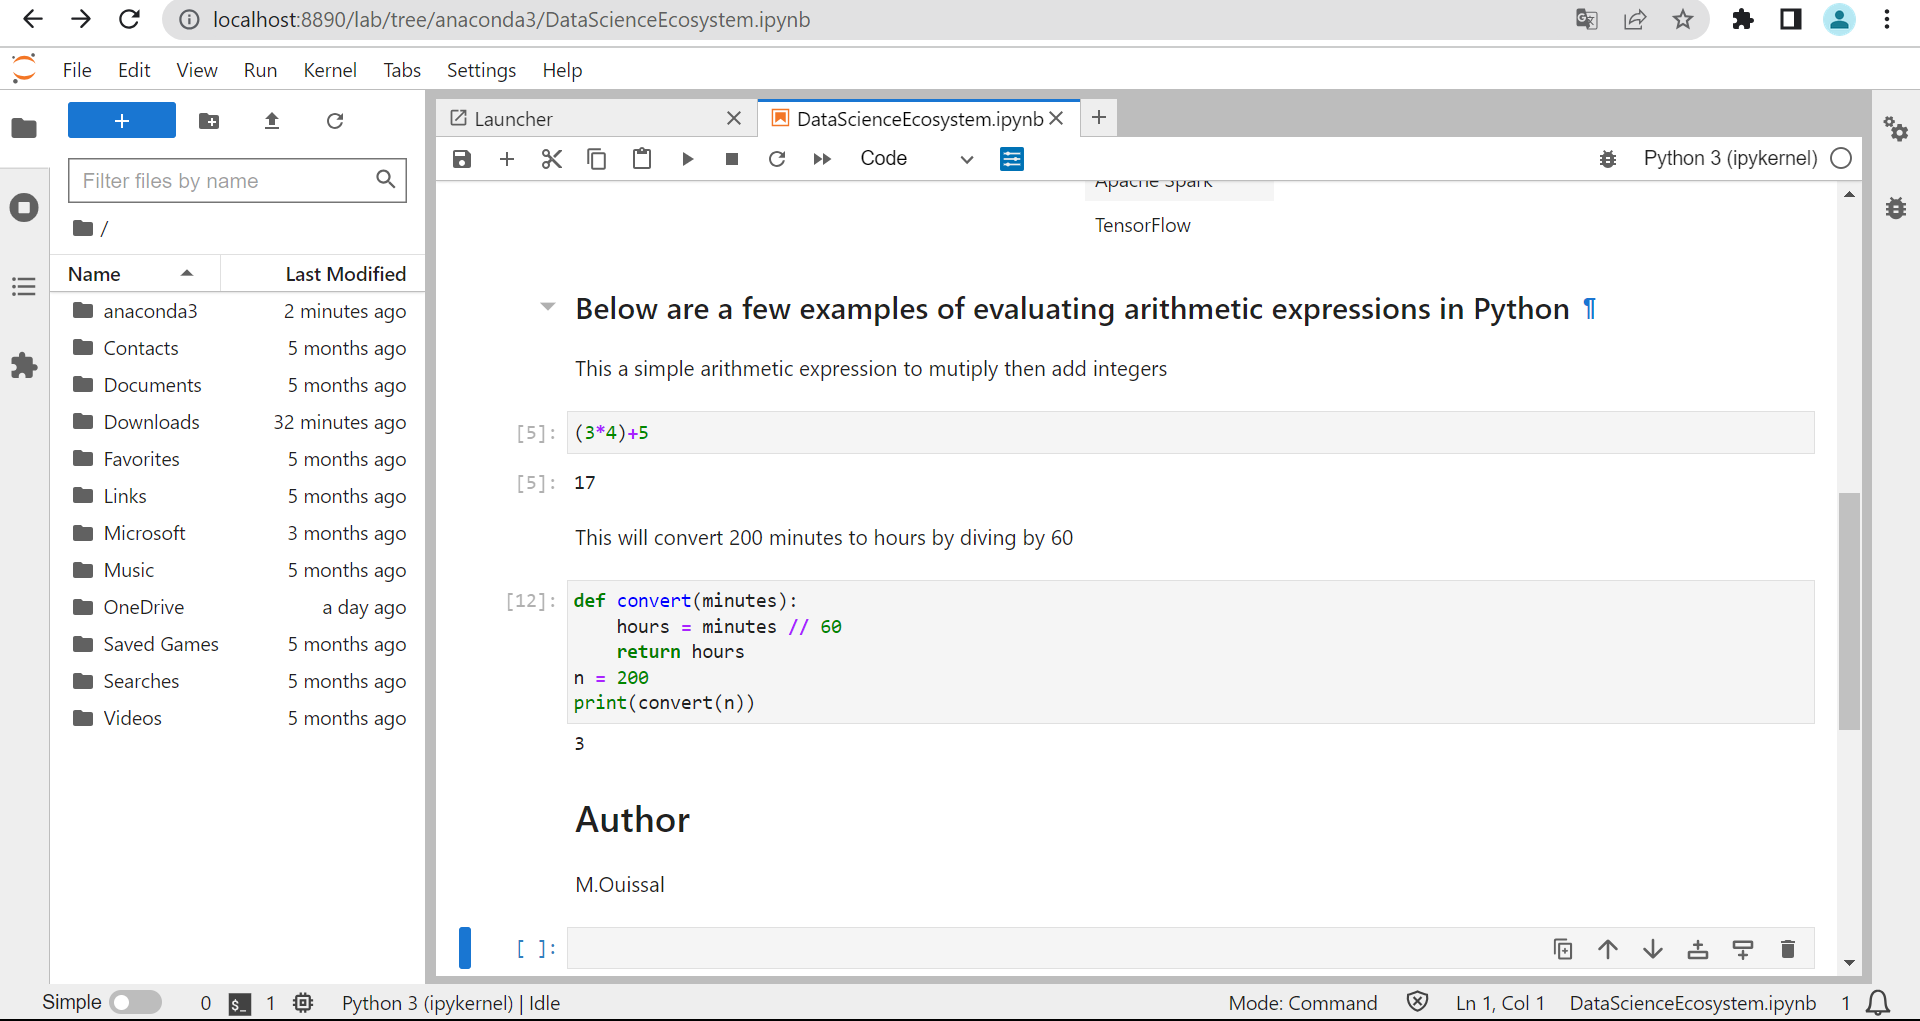 localhost:8890/lab/tree/anaconda3/DataScienceEcosystem.ipynb
File Edit View Run Kernel Tabs Settings Help
Filter files by name
/
Name Last Modified
anaconda3 2 minutes ago
Contacts 5 months ago
Documents 5 months ago
Downloads 32 minutes ago
Favorites 5 months ago
Links 5 months ago
Microsoft 3 months ago
Music 5 months ago
OneDrive a day ago
Saved Games 5 months ago
Searches 5 months ago
Videos 5 months ago
Launcher DataScienceEcosystem.ipynb
Code Python 3 (ipykernel)
Apache Spark
TensorFlow
Below are a few examples of evaluating arithmetic expressions in Python ¶
This a simple arithmetic expression to mutiply then add integers
[5]: (3*4)+5
[5]: 17
This will convert 200 minutes to hours by diving by 60
[12]: def convert(minutes):
hours = minutes // 60
return hours
n = 200
print(convert(n))
3
Author
M.Ouissal
[ ]:
Simple 0 $_ 1 Python 3 (ipykernel) | Idle Mode: Command Ln 1, Col 1 DataScienceEcosystem.ipynb 1